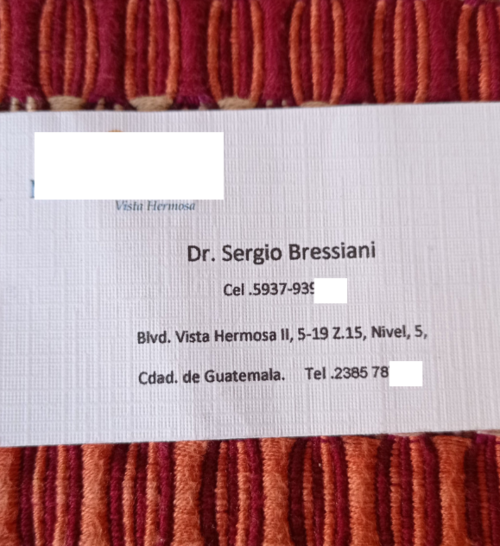 Vista Hermosa
Dr. Sergio Bressiani
Cel .5937-939
Blvd. Vista Hermosa II, 5-19 Z.15, Nivel, 5,
Cdad. de Guatemala. Tel .2385 78